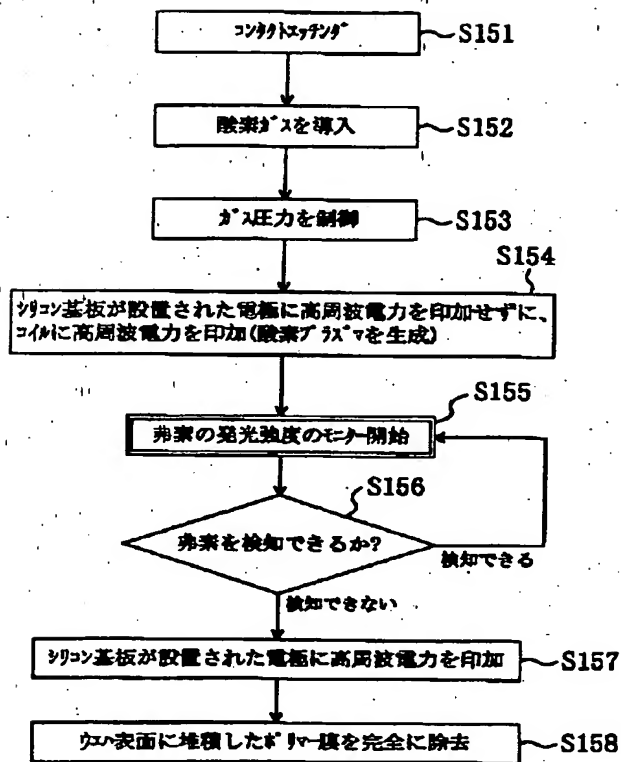 コンタクトエッチング
S151
酸素ガスを導入
S152
ガス圧力を制御
S153
S154
シリコン基板が設置された電極に高周波電力を印加せずに、
コイルに高周波電力を印加(酸素プラズマを生成)
S155
弗素の発光強度のモニター開始
S156
弗素を検知できるか?
検知できる
検知できない
シリコン基板が設置された電極に高周波電力を印加
S157
ウエハ表面に堆積したポリマー膜を完全に除去
S158